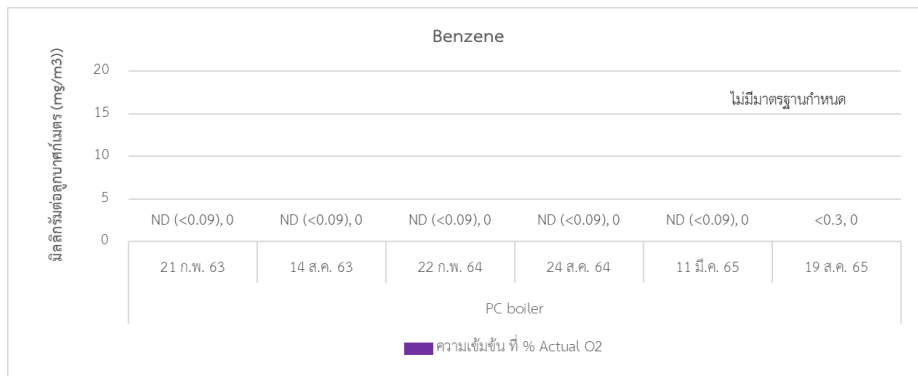 Benzene
มิลลิกรัมต่อลูกบาศก์เมตร (mg/m3))
20
ไม่มีมาตรฐานกำหนด
15
10
5
ND (<0.09), 0 ND (<0.09), 0 ND (<0.09), 0 ND (<0.09), 0 ND (<0.09), 0 <0.3, 0
0
21 ก.พ. 63 14 ส.ค. 63 22 ก.พ. 64 24 ส.ค. 64 11 มี.ค. 65 19 ส.ค. 65
PC boiler
ความเข้มข้น ที่ % Actual O2